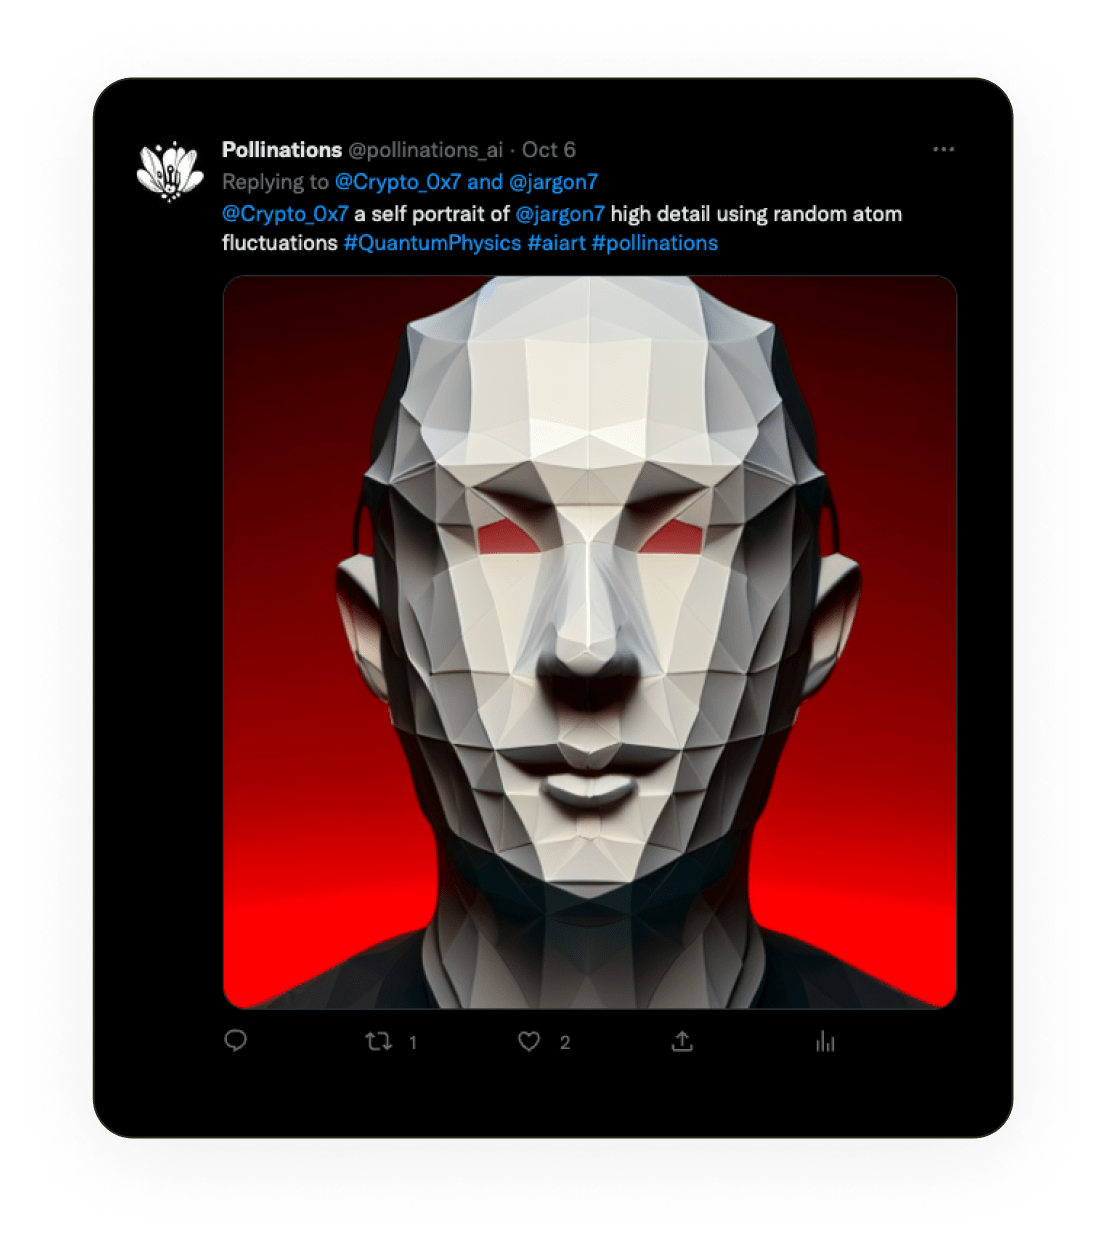 Pollinations @pollinations_ai · Oct 6
Replying to @Crypto_0x7 and @jargon7
@Crypto_0x7 a self portrait of @jargon7 high detail using random atom
fluctuations #QuantumPhysics #aiart #pollinations
1 2